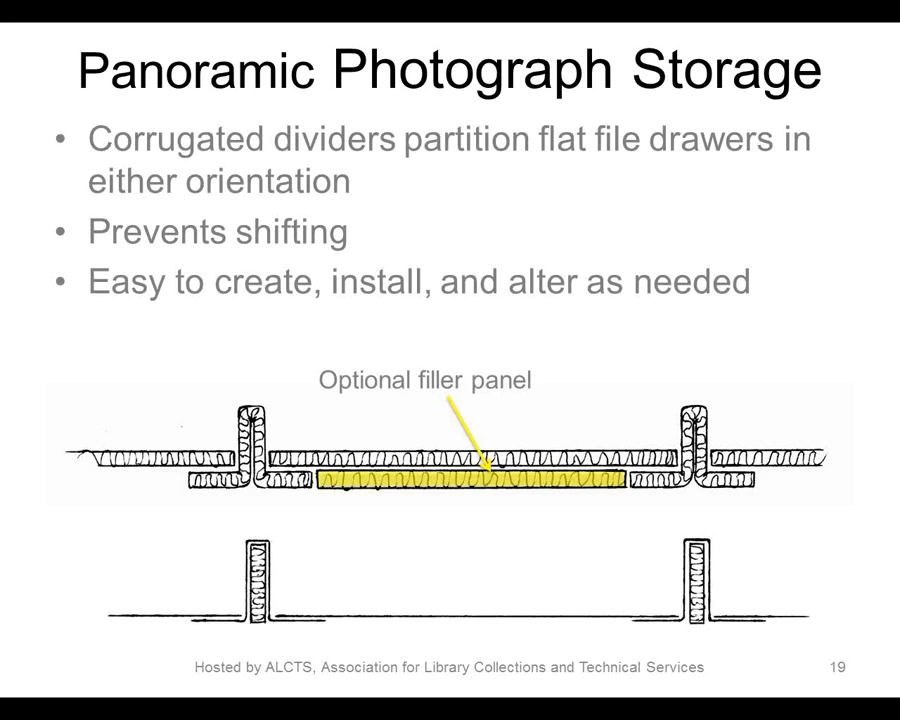 Panoramic Photograph Storage
• Corrugated dividers partition flat file drawers in
either orientation
• Prevents shifting
• Easy to create, install, and alter as needed
Optional filler panel
Hosted by ALCTS, Association for Library Collections and Technical Services
19